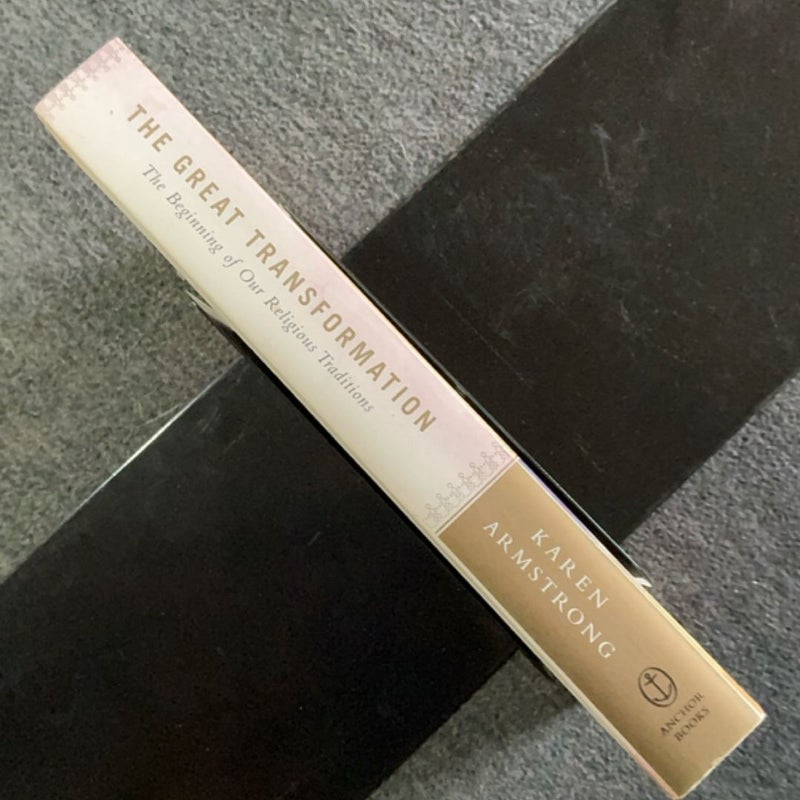 THE GREAT TRANSFORMATION
The Beginning of Our Religious Traditions
KAREN
ARMSTRONG
ANCHOR
BOOKS